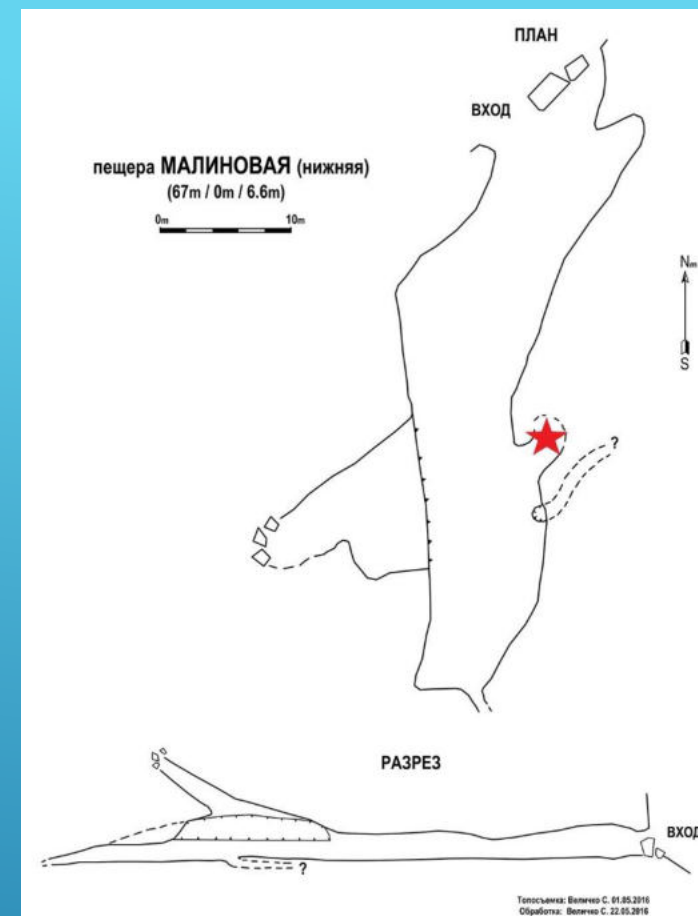 ПЛАН
ВХОД
пещера МАЛИНОВАЯ (нижняя)
(67m / 0m / 6.6m)
0m 10m
Nm
S
?
РАЗРЕЗ
ВХОД
?
Топосъемка: Величко С. 01.05.2016
Обработка: Величко С. 22.05.2016